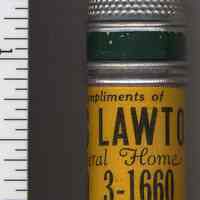 mpliments of
LAWTO
ral Home
3-1660